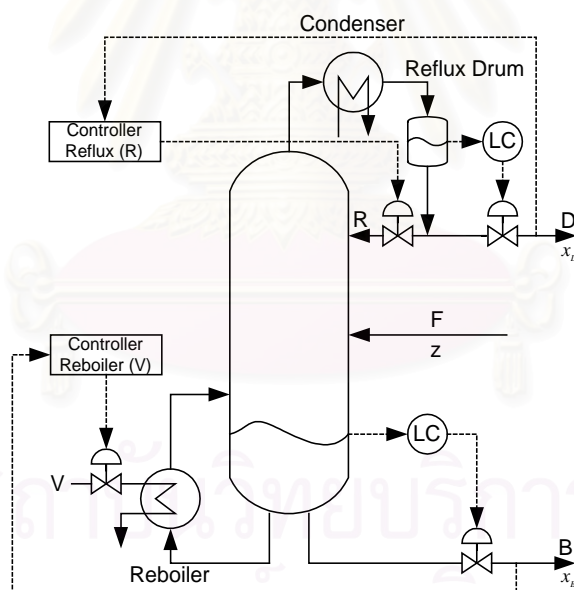 Condenser
Reflux Drum
Controller
Reflux (R)
LC
R
D
F
z
Controller
Reboiler (V)
LC
V
Reboiler
B